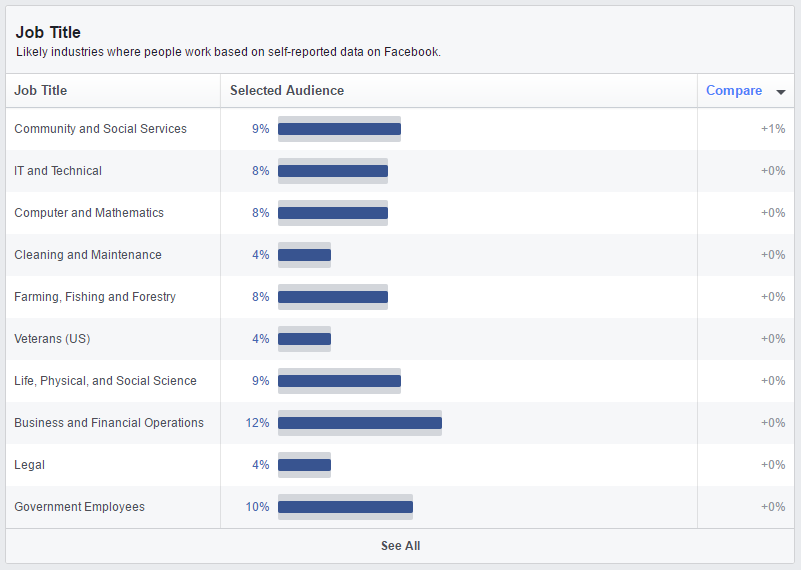 Job Title
Likely industries where people work based on self-reported data on Facebook.
Job Title Selected Audience Compare
Community and Social Services 9% +1%
IT and Technical 8% +0%
Computer and Mathematics 8% +0%
Cleaning and Maintenance 4% +0%
Farming, Fishing and Forestry 8% +0%
Veterans (US) 4% +0%
Life, Physical, and Social Science 9% +0%
Business and Financial Operations 12% +0%
Legal 4% +0%
Government Employees 10% +0%
See All